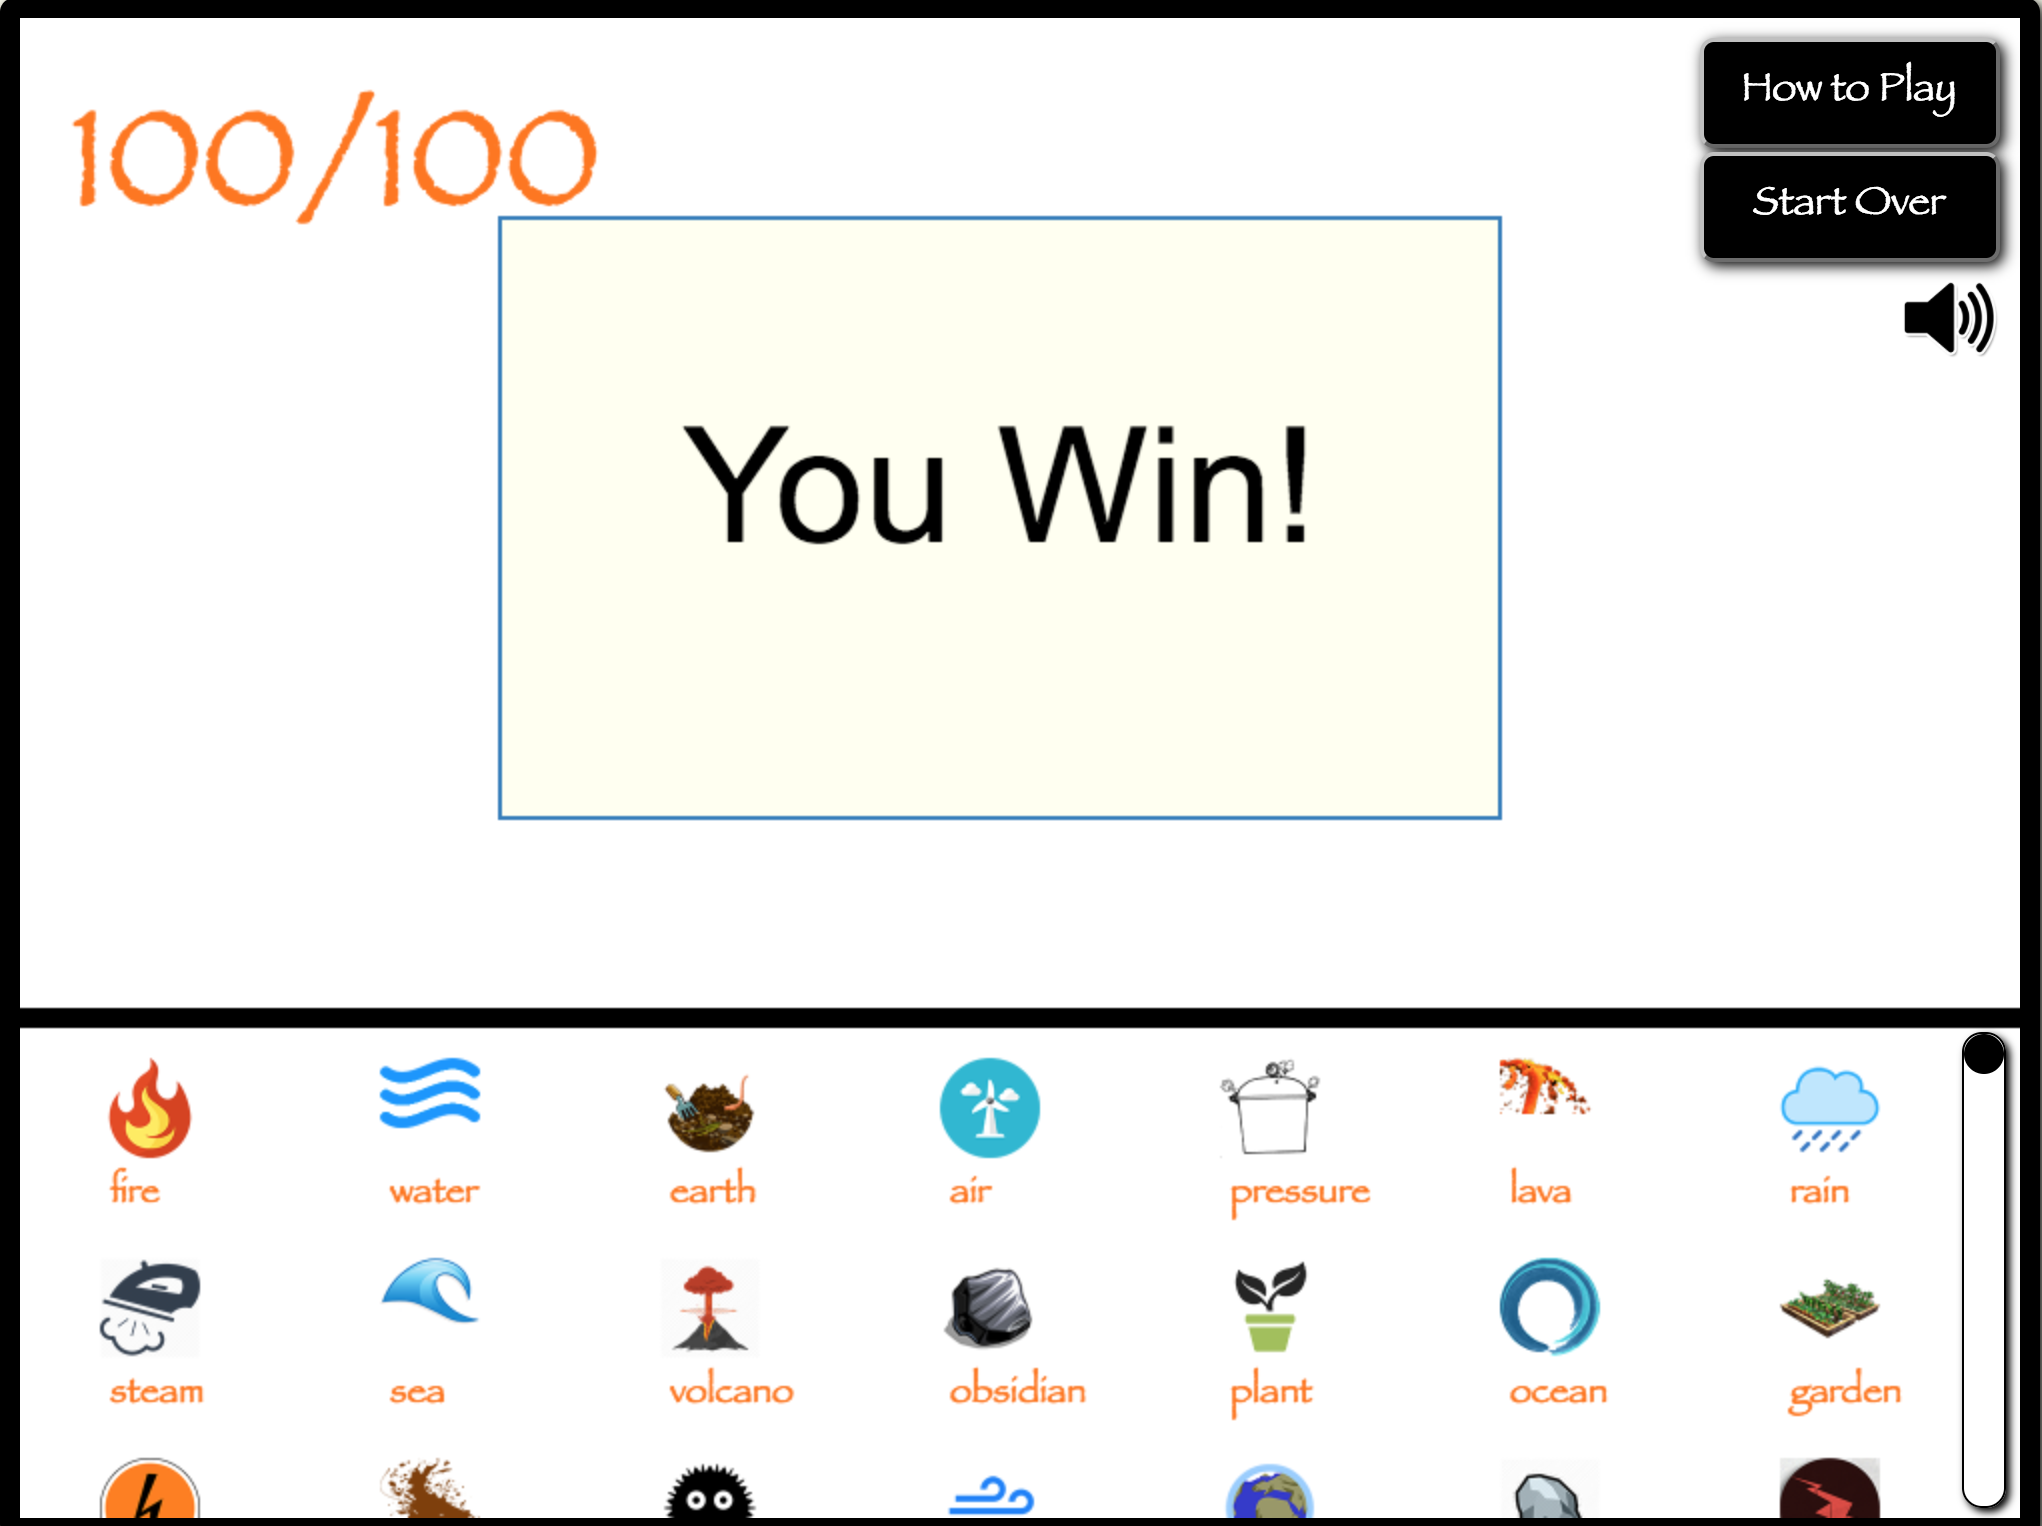 100/100
How to Play
Start Over
You Win!
fire
water
earth
air
pressure
lava
rain
steam
sea
volcano
obsidian
plant
ocean
garden